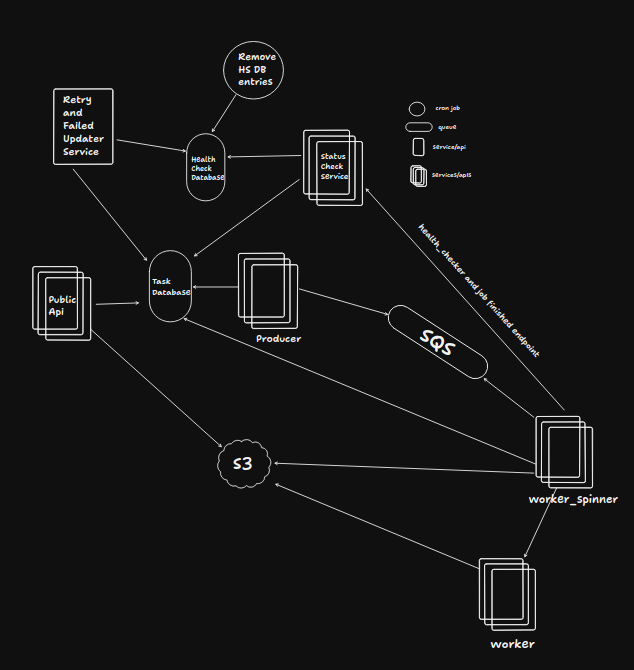 Remove
HS DB
entries
Retry
and
Failed
Updater
Service
cron job
queue
service/api
services/apis
Health
Check
Database
Status
Check
Service
health_checker and job finished endpoint
Task
Database
Public
Api
Producer
SQS
S3
worker_spinner
worker